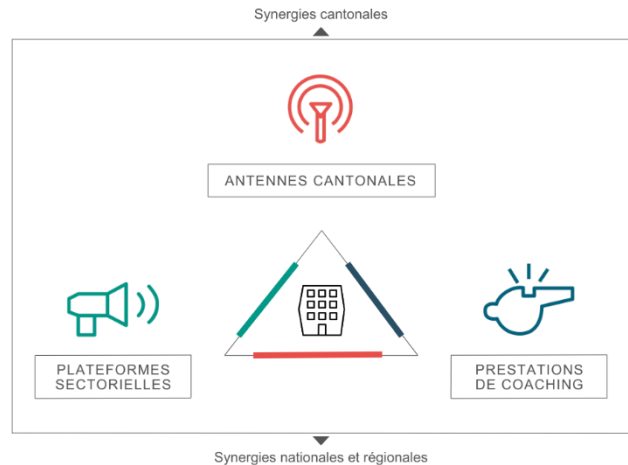 Synergies cantonales
ANTENNES CANTONALES
PLATEFORMES
SECTORIELLES
PRESTATIONS
DE COACHING
Synergies nationales et régionales